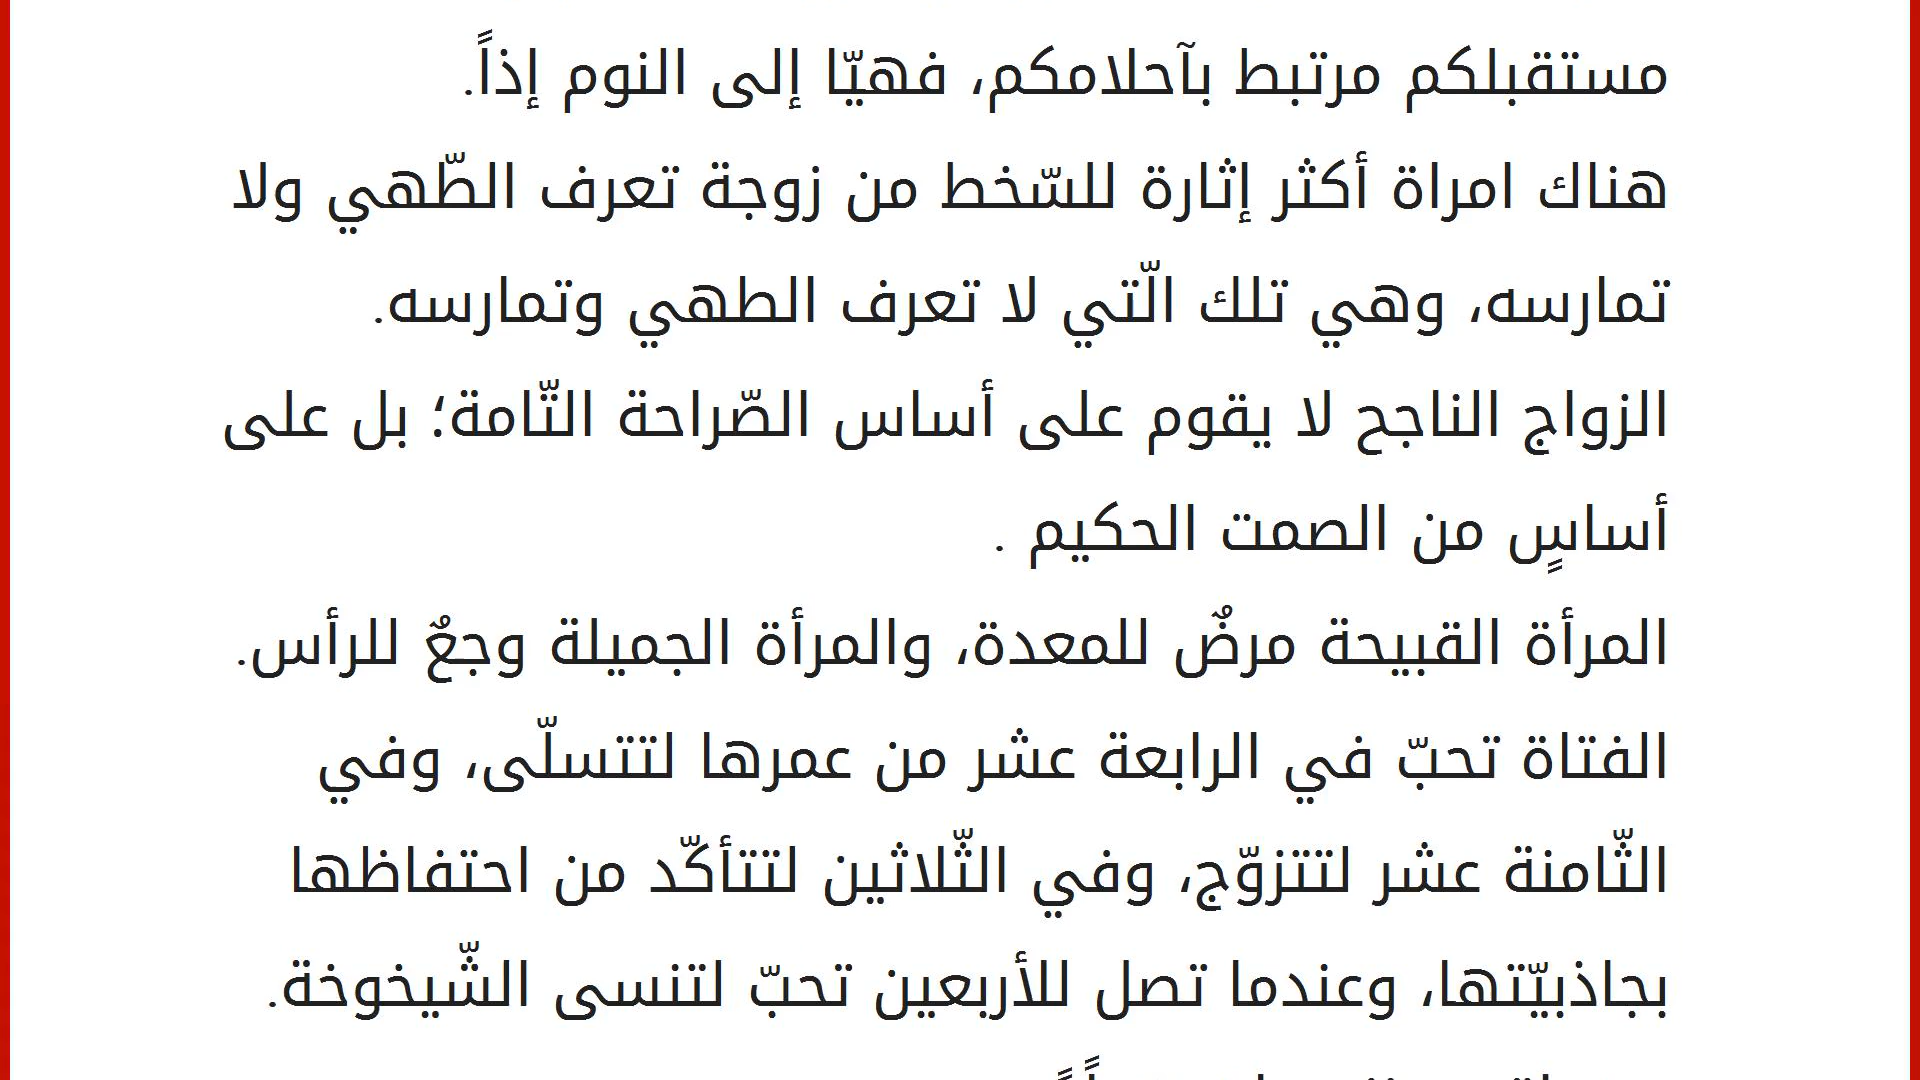 مستقبلكم مرتبط بآحلامكم، فهيّا إلى النوم إذاً.
هناك امراة أكثر إثارة للسّخط من زوجة تعرف الطّهي ولا
تمارسه، وهي تلك الّتي لا تعرف الطهي وتمارسه.
الزواج الناجح لا يقوم على أساس الصّراحة التّامة؛ بل على
أساسٍ من الصمت الحكيم .
المرأة القبيحة مرضٌ للمعدة، والمرأة الجميلة وجعٌ للرأس.
الفتاة تحبّ في الرابعة عشر من عمرها لتتسلّى، وفي
الثّامنة عشر لتتزوّج، وفي الثّلاثين لتتأكّد من احتفاظها
بجاذبيّتها، وعندما تصل للأربعين تحبّ لتنسى الشّيخوخة.